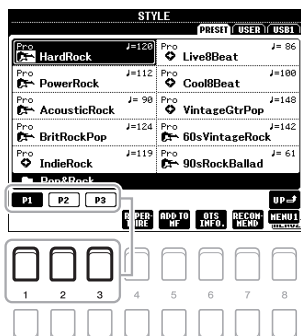 STYLE
PRESET USER USB1
Pro ♩=120 Pro ♩= 86
HardRock Live8Beat
Pro ♩=112 Pro ♩=100
PowerRock Cool8Beat
Pro ♩= 90 Pro ♩=148
AcousticRock VintageGtrPop
Pro ♩=124 Pro ♩=142
BritRockPop 60sVintageRock
Pro ♩=119 Pro ♩= 61
IndieRock 90sRockBallad
Pop&Rock
P1 P2 P3 UP
ADD TO MF OTS INFO. RECOM-MEND MENU1
1 2 3 4 5 6 7 8